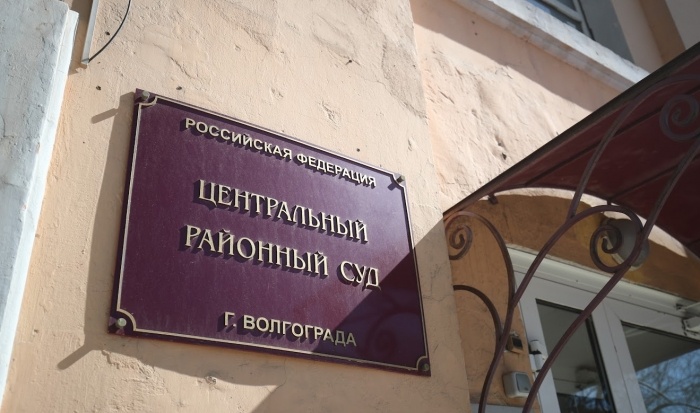 РОССИЙСКАЯ ФЕДЕРАЦИЯ
ЦЕНТРАЛЬНЫЙ
РАЙОННЫЙ СУД
Г. ВОЛГОГРАДА